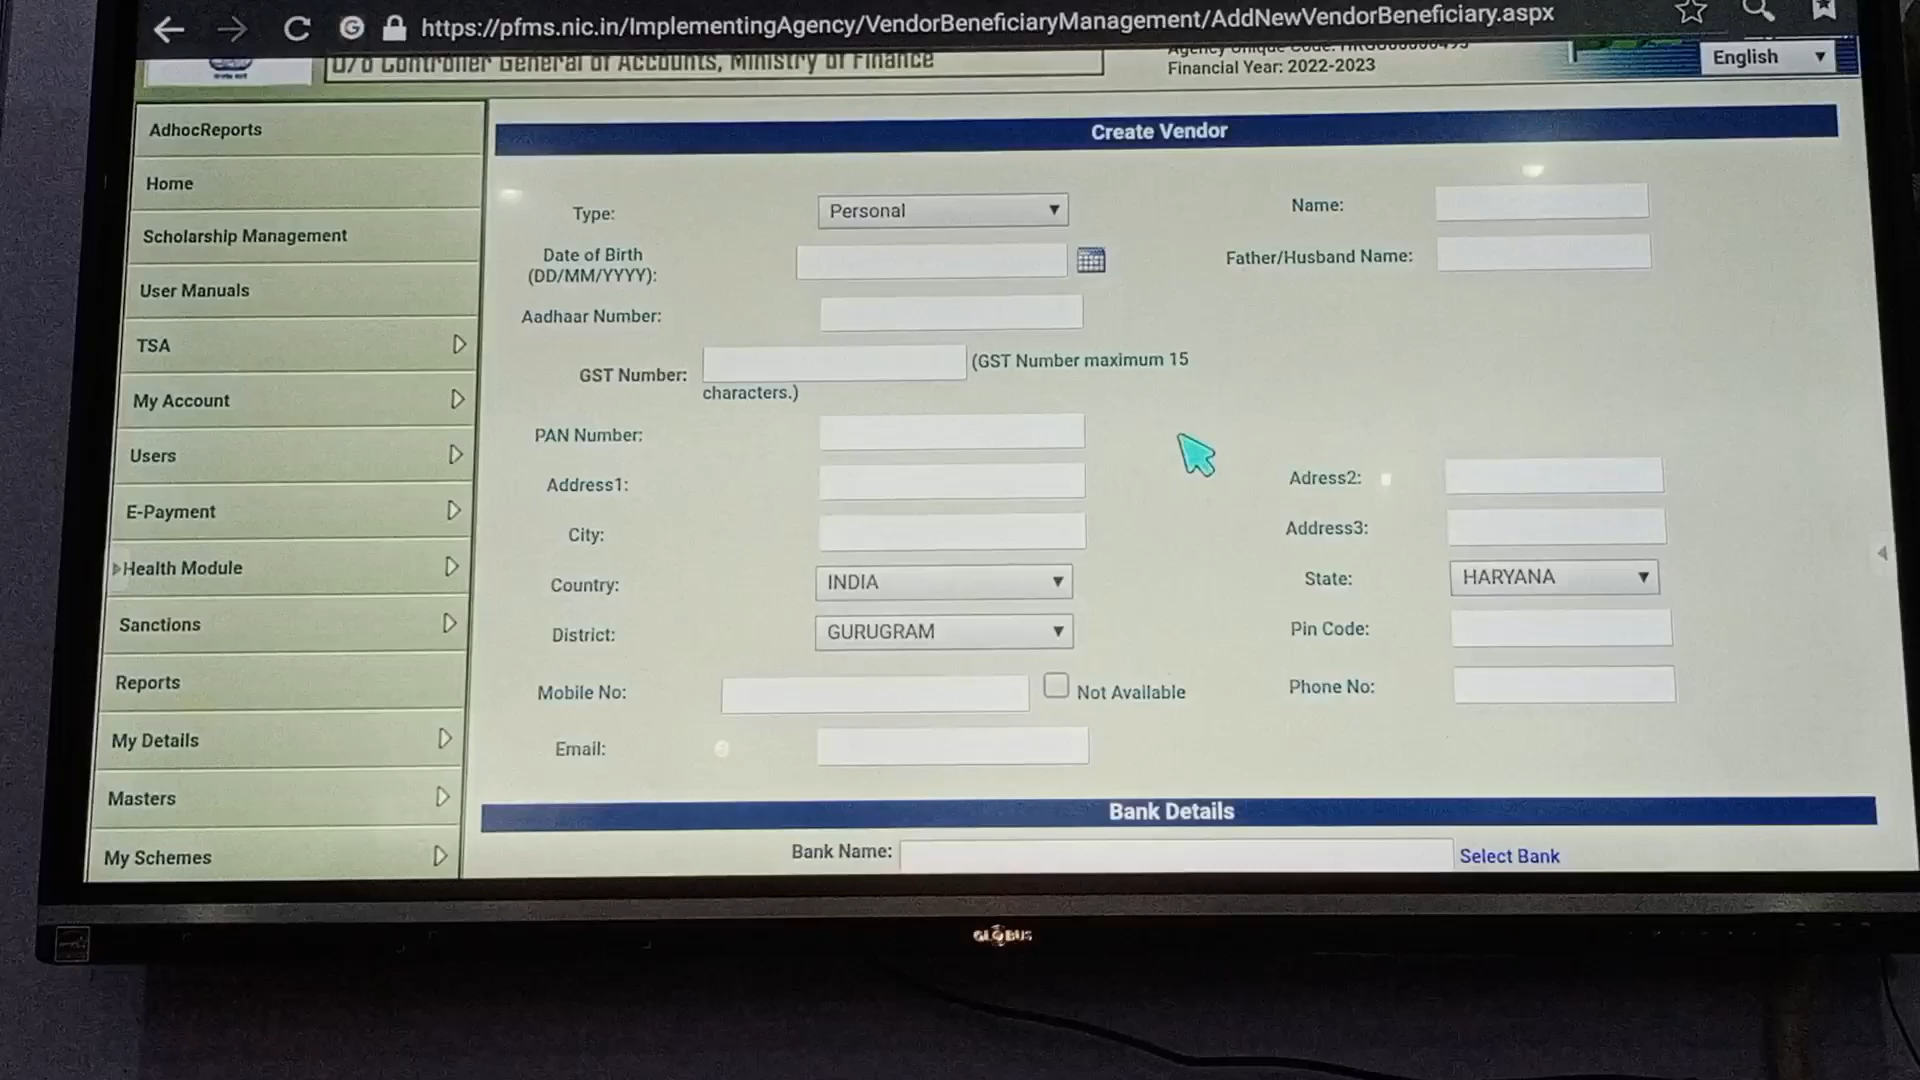 https://pfms.nic.in/ImplementingAgency/VendorBeneficiaryManagement/AddNewVendorBeneficiary.aspx
O/o Controller General of Accounts, Ministry of Finance
Agency Unique Code:
Financial Year: 2022-2023
English
AdhocReports
Home
Scholarship Management
User Manuals
TSA
My Account
Users
E-Payment
Health Module
Sanctions
Reports
My Details
Masters
My Schemes
Create Vendor
Type: Personal Name:
Date of Birth
(DD/MM/YYYY):
Father/Husband Name:
Aadhaar Number:
GST Number: (GST Number maximum 15
characters.)
PAN Number:
Address1: Adress2:
City: Address3:
Country: INDIA State: HARYANA
District: GURUGRAM Pin Code:
Mobile No: Not Available Phone No:
Email:
Bank Details
Bank Name: Select Bank
GLOBUS